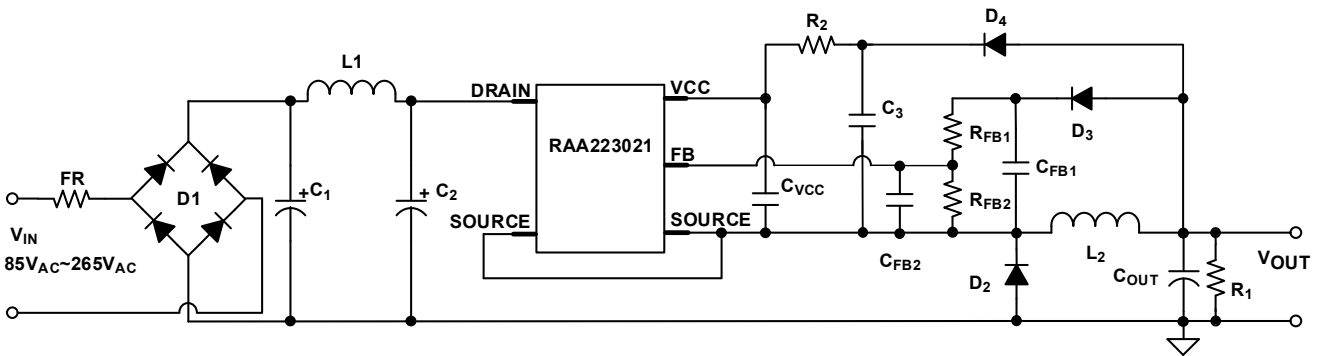 D4
R2
L1
DRAIN
VCC
C3
D3
RFB1
RAA223021
FB
CFB1
FR
D1
+
C1
+
C2
CVCC
RFB2
VIN
85VAC~265VAC
SOURCE
SOURCE
CFB2
L2
D2
COUT
R1
VOUT